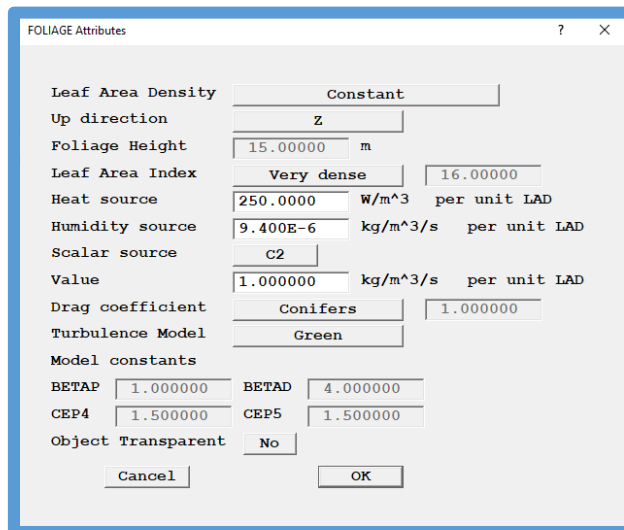 FOLIAGE Attributes ? ×
Leaf Area Density Constant
Up direction Z
Foliage Height 15.00000 m
Leaf Area Index Very dense 16.00000
Heat source 250.0000 W/m^3 per unit LAD
Humidity source 9.400E-6 kg/m^3/s per unit LAD
Scalar source C2
Value 1.000000 kg/m^3/s per unit LAD
Drag coefficient Conifers 1.000000
Turbulence Model Green
Model constants
BETAP 1.000000 BETAD 4.000000
CEP4 1.500000 CEP5 1.500000
Object Transparent No
Cancel OK